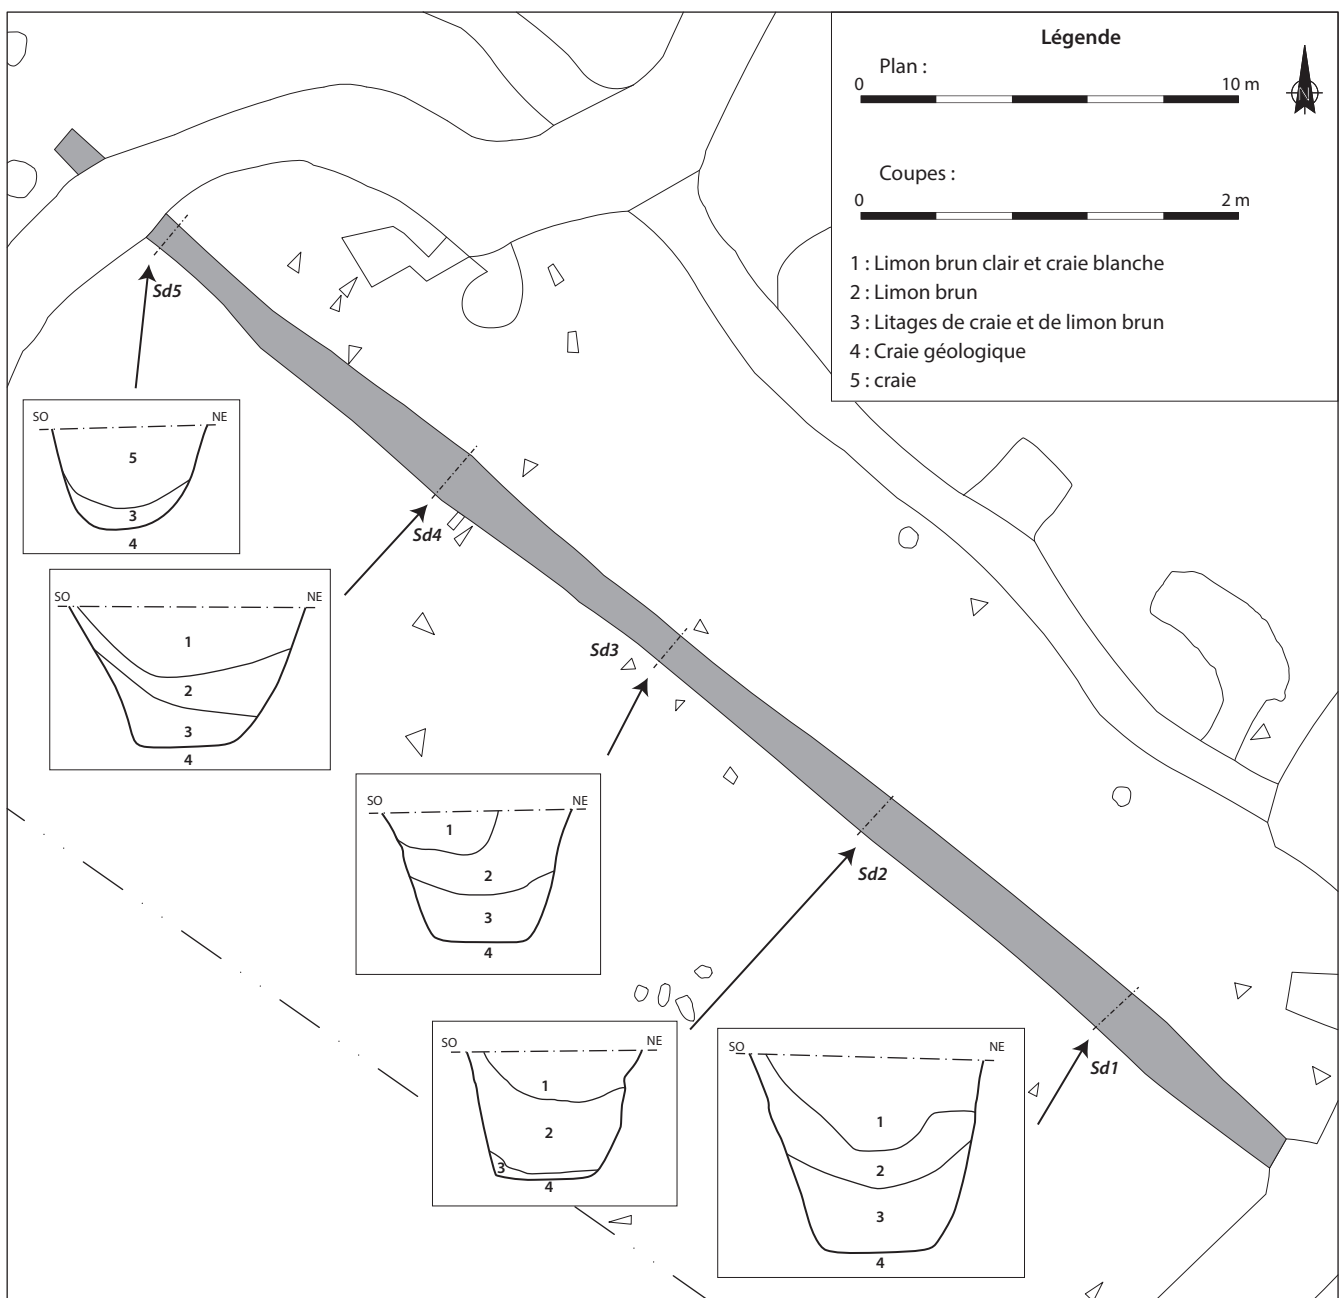 Légende
Plan :
0 10 m
N
Coupes :
0 2 m
1 : Limon brun clair et craie blanche
2 : Limon brun
3 : Litages de craie et de limon brun
4 : Craie géologique
5 : craie
Sd5
SO NE
5
3
4
Sd4
SO NE
1
2
3
4
Sd3
SO NE
1
2
3
4
Sd2
SO NE
1
2
3
4
Sd1
SO NE
1
2
3
4